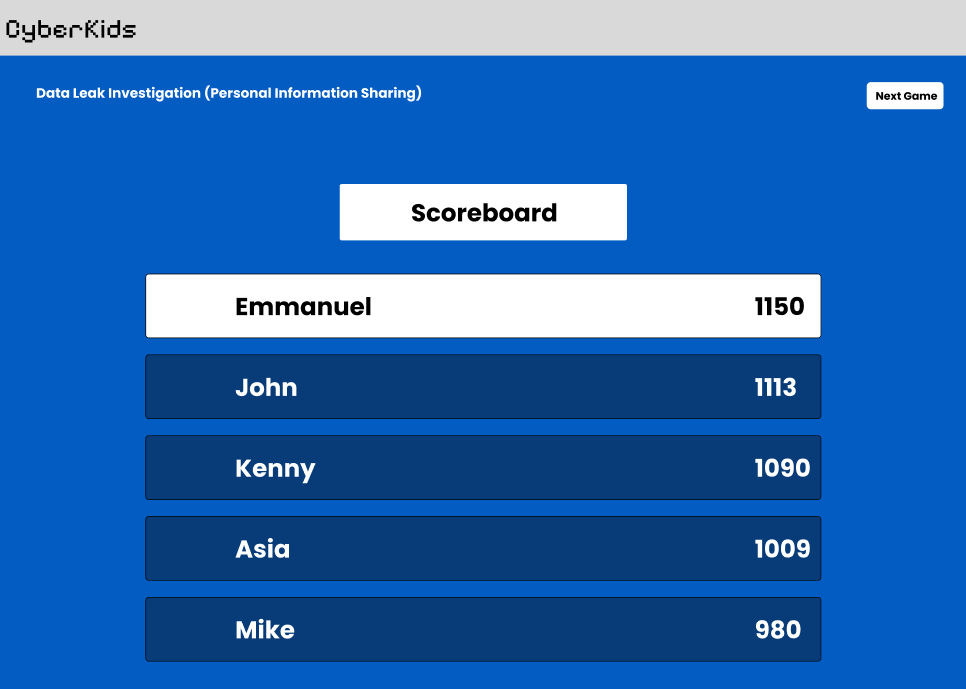 CyberKids
Data Leak Investigation (Personal Information Sharing)
Next Game
Scoreboard
Emmanuel 1150
John 1113
Kenny 1090
Asia 1009
Mike 980